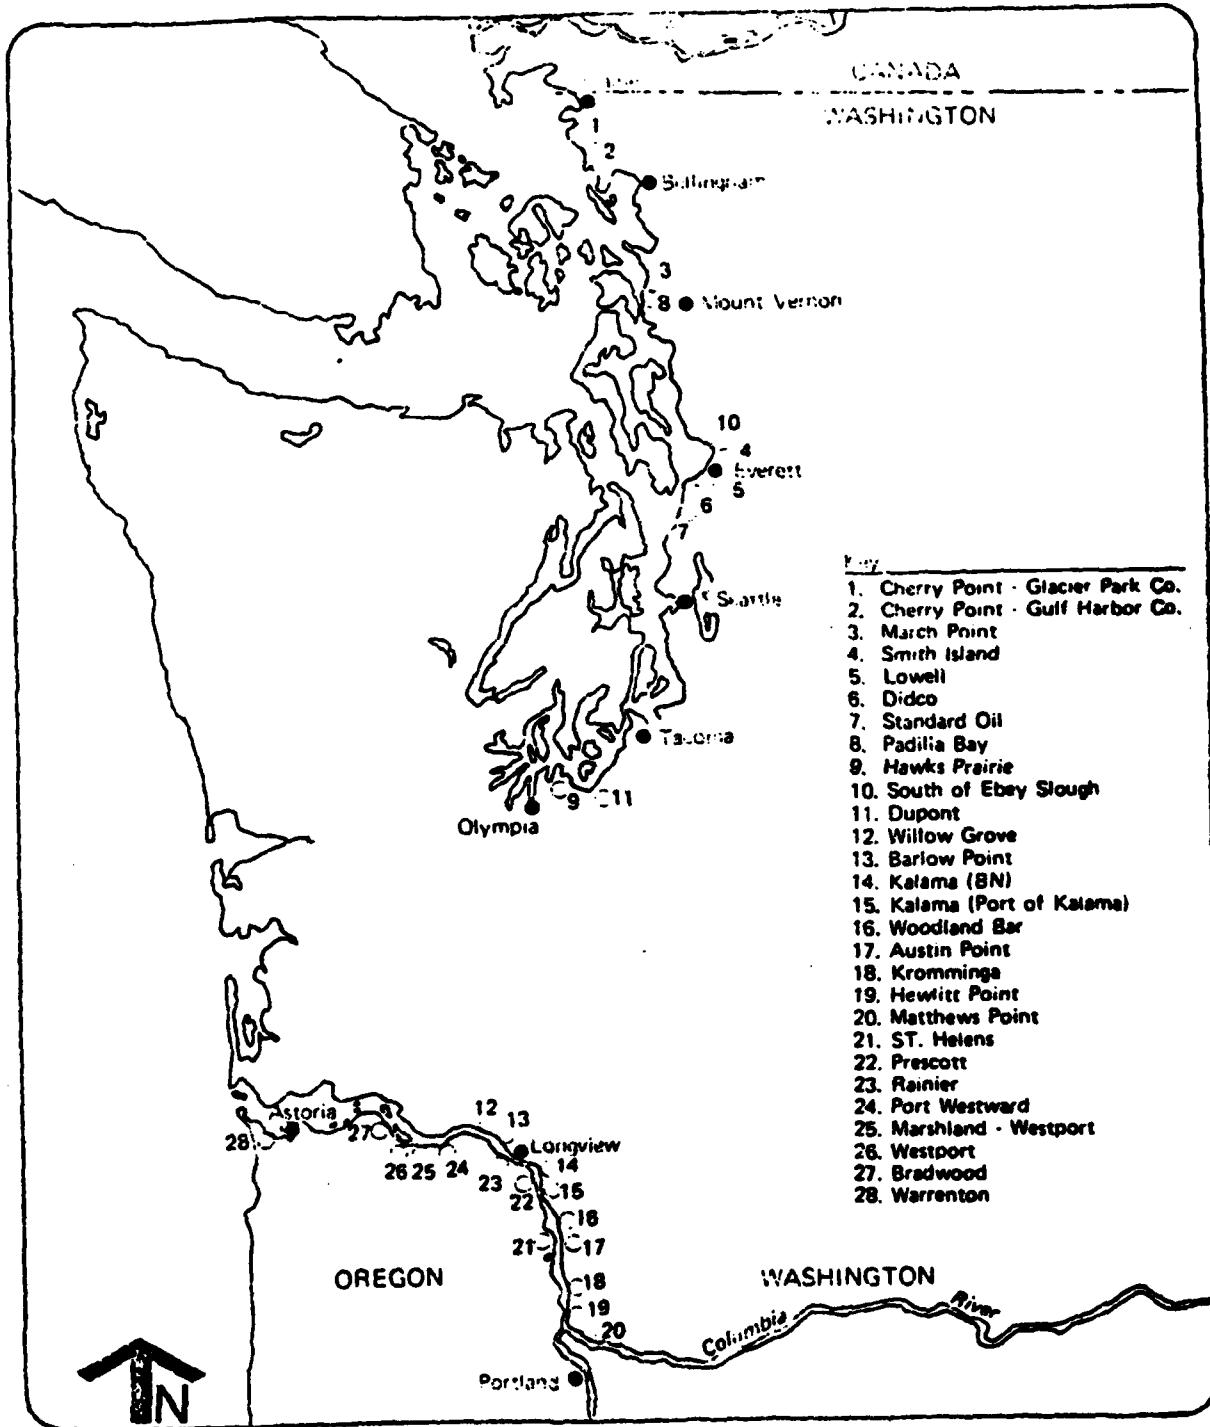 CANADA
WASHINGTON
1
2
Bellingham
3
8
Mount Vernon
10
4
Everett
5
6
7
Seattle
Tacoma
9
11
Olympia
Key
1. Cherry Point - Glacier Park Co.
2. Cherry Point - Gulf Harbor Co.
3. March Point
4. Smith Island
5. Lowell
6. Didco
7. Standard Oil
8. Padilia Bay
9. Hawks Prairie
10. South of Ebey Slough
11. Dupont
12. Willow Grove
13. Barlow Point
14. Kalama (BN)
15. Kalama (Port of Kalama)
16. Woodland Bar
17. Austin Point
18. Kromminga
19. Hewlitt Point
20. Matthews Point
21. ST. Helens
22. Prescott
23. Rainier
24. Port Westward
25. Marshland - Westport
26. Westport
27. Bradwood
28. Warrenton
Astoria
28
27
26
25
24
12
13
Longview
23
14
22
15
16
21
17
18
19
20
OREGON
WASHINGTON
Columbia River
Portland
N